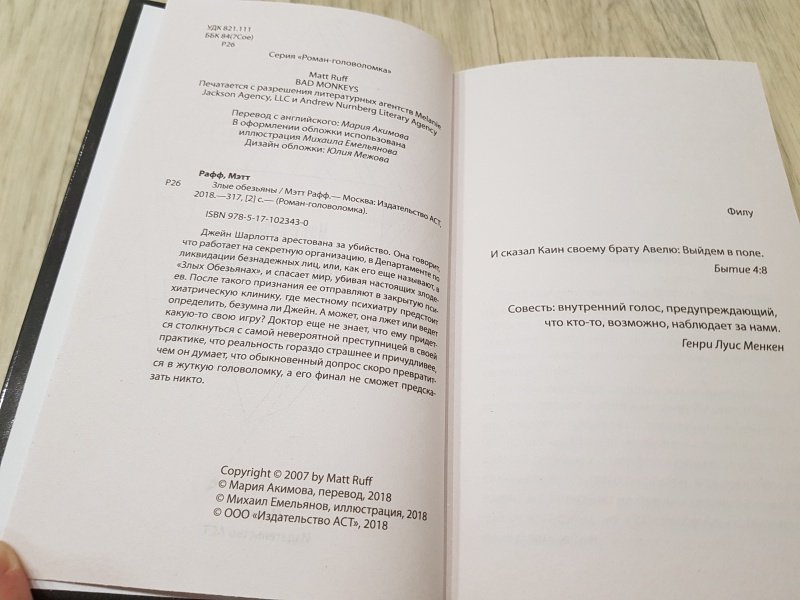 УДК 821.111
ББК 84(7Сое)
Р26
Серия «Роман-головоломка»
Matt Ruff
BAD MONKEYS
Печатается с разрешения литературных агентств Melanie
Jackson Agency, LLC и Andrew Nurnberg Literary Agency
Перевод с английского: Мария Акимова
В оформлении обложки использована
иллюстрация Михаила Емельянова
Дизайн обложки: Юлия Межова
Рафф, Мэтт
Р26 Злые обезьяны / Мэтт Рафф.— Москва: Издательство АСТ,
2018.—317, [2] с.— (Роман-головоломка).
ISBN 978-5-17-102343-0
Джейн Шарлотта арестована за убийство. Она говорит,
что работает на секретную организацию, в Департаменте по
ликвидации безнадежных лиц, или, как его еще называют, в
«Злых Обезьянах», и спасает мир, убивая настоящих злоде-
ев. После такого признания ее отправляют в закрытую пси-
хиатрическую клинику, где местному психиатру предстоит
определить, безумна ли Джейн. А может, она лжет или ведет
какую-то свою игру? Доктор еще не знает, что ему придет-
ся столкнуться с самой невероятной преступницей в своей
практике, что реальность гораздо страшнее и причудливее,
чем он думает, что обыкновенный допрос скоро превратит-
ся в жуткую головоломку, а его финал не сможет предска-
зать никто.
Copyright © 2007 by Matt Ruff
© Мария Акимова, перевод, 2018
© Михаил Емельянов, иллюстрация, 2018
© ООО «Издательство АСТ», 2018
Филу
И сказал Каин своему брату Авелю: Выйдем в поле.
Бытие 4:8
Совесть: внутренний голос, предупреждающий,
что кто-то, возможно, наблюдает за нами.
Генри Луис Менкен